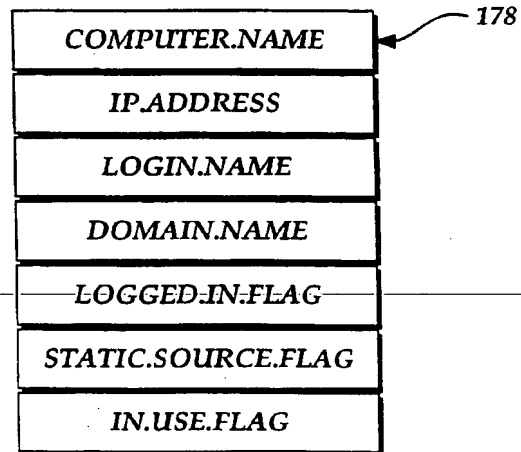 178
COMPUTER.NAME
IP.ADDRESS
LOGIN.NAME
DOMAIN.NAME
LOGGED.IN.FLAG
STATIC.SOURCE.FLAG
IN.USE.FLAG